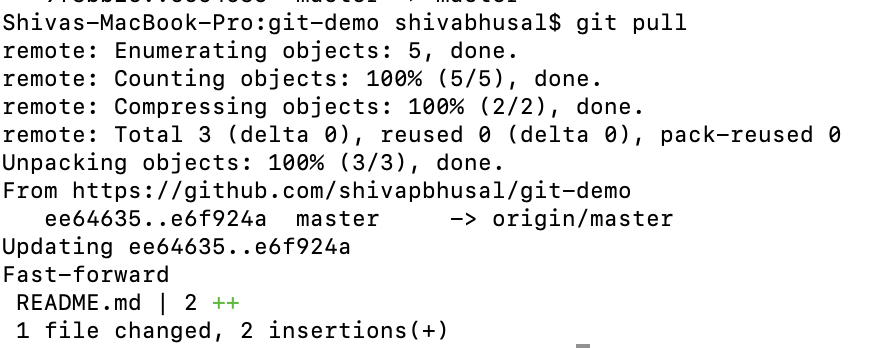 Shivas-MacBook-Pro:git-demo shivabhusal$ git pull
remote: Enumerating objects: 5, done.
remote: Counting objects: 100% (5/5), done.
remote: Compressing objects: 100% (2/2), done.
remote: Total 3 (delta 0), reused 0 (delta 0), pack-reused 0
Unpacking objects: 100% (3/3), done.
From https://github.com/shivapbhusal/git-demo
   ee64635..e6f924a  master     -> origin/master
Updating ee64635..e6f924a
Fast-forward
 README.md | 2 ++
 1 file changed, 2 insertions(+)